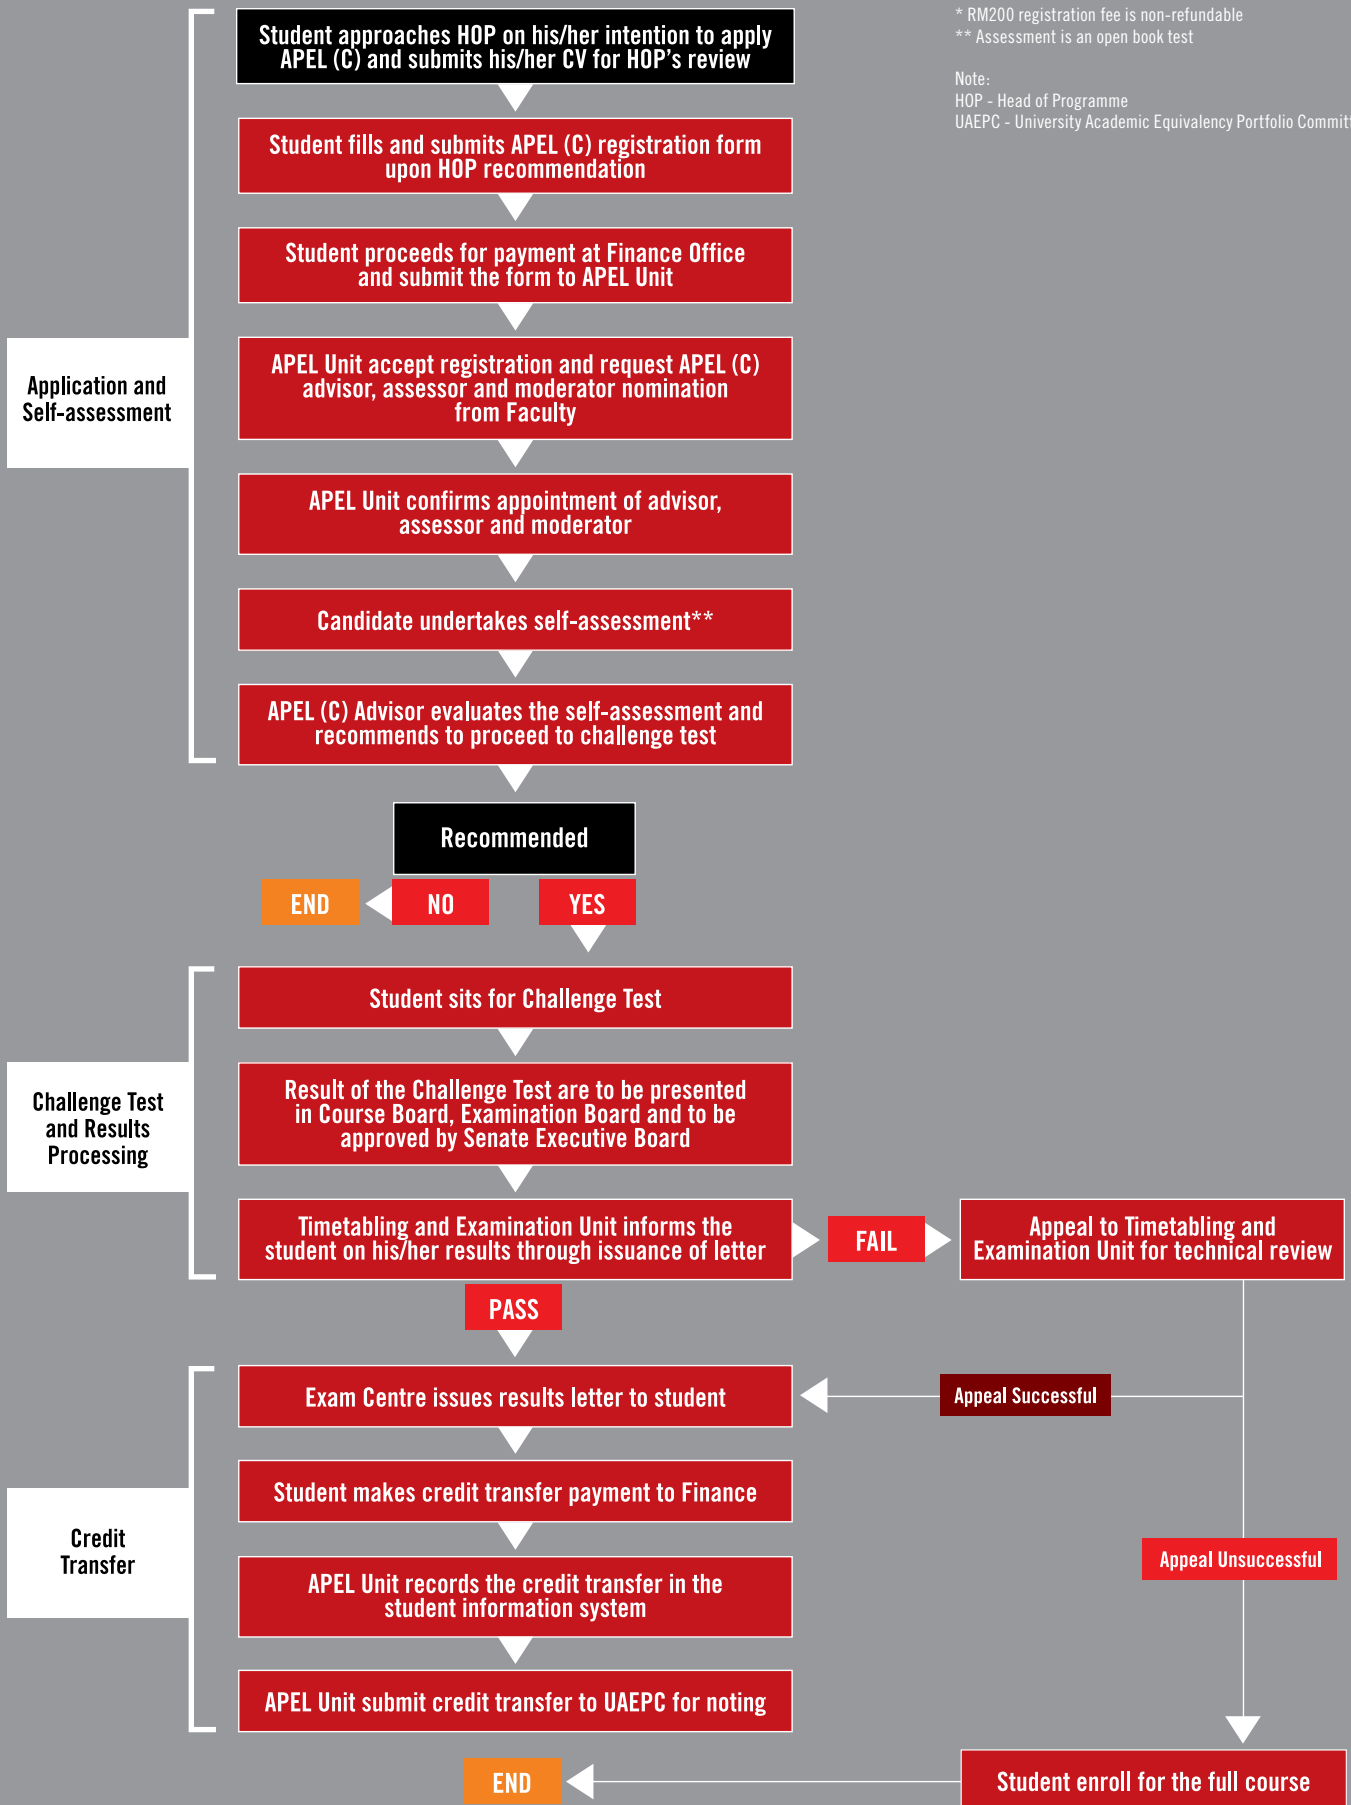 * RM200 registration fee is non-refundable
** Assessment is an open book test
Note:
HOP - Head of Programme
UAEPC - University Academic Equivalency Portfolio Committ
Application and
Self-assessment
Student approaches HOP on his/her intention to apply
APEL (C) and submits his/her CV for HOP's review
Student fills and submits APEL (C) registration form
upon HOP recommendation
Student proceeds for payment at Finance Office
and submit the form to APEL Unit
APEL Unit accept registration and request APEL (C)
advisor, assessor and moderator nomination
from Faculty
APEL Unit confirms appointment of advisor,
assessor and moderator
Candidate undertakes self-assessment**
APEL (C) Advisor evaluates the self-assessment and
recommends to proceed to challenge test
Recommended
END
NO
YES
Challenge Test
and Results
Processing
Student sits for Challenge Test
Result of the Challenge Test are to be presented
in Course Board, Examination Board and to be
approved by Senate Executive Board
Timetabling and Examination Unit informs the
student on his/her results through issuance of letter
FAIL
Appeal to Timetabling and
Examination Unit for technical review
PASS
Credit
Transfer
Exam Centre issues results letter to student
Appeal Successful
Student makes credit transfer payment to Finance
Appeal Unsuccessful
APEL Unit records the credit transfer in the
student information system
APEL Unit submit credit transfer to UAEPC for noting
END
Student enroll for the full course